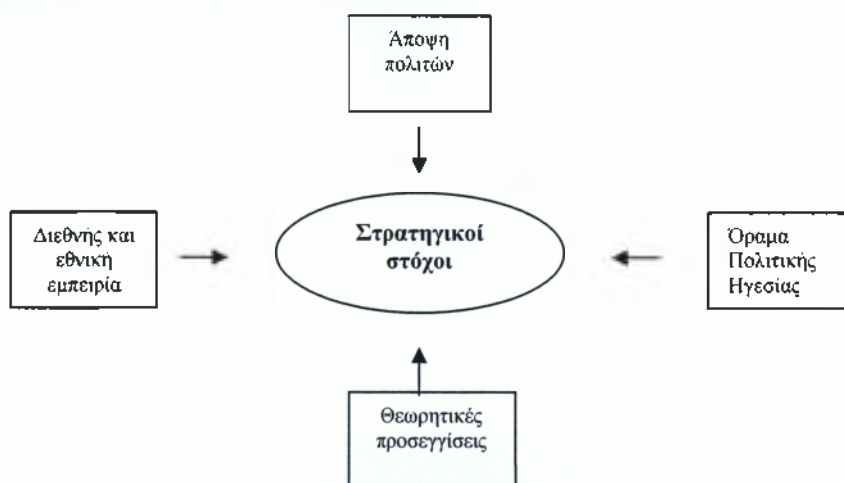 Άποψη
πολιτών
Διεθνής και
εθνική
εμπειρία
Στρατηγικοί
στόχοι
Όραμα
Πολιτικής
Ηγεσίας
Θεωρητικές
προσεγγίσεις